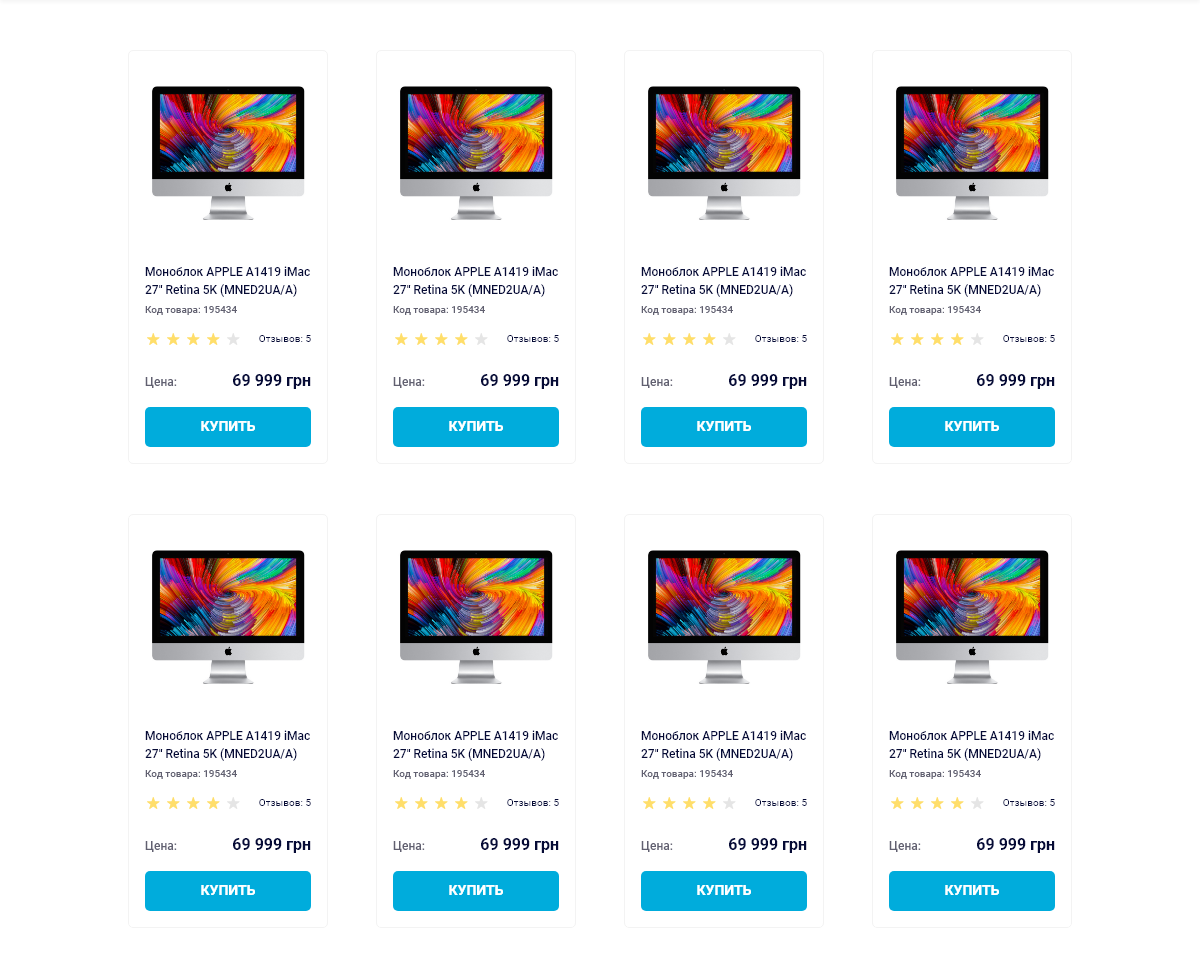 Моноблок APPLE A1419 iMac
27" Retina 5K (MNED2UA/A)
Код товара: 195434
Отзывов: 5
Цена: 69 999 грн
КУПИТЬ
Моноблок APPLE A1419 iMac
27" Retina 5K (MNED2UA/A)
Код товара: 195434
Отзывов: 5
Цена: 69 999 грн
КУПИТЬ
Моноблок APPLE A1419 iMac
27" Retina 5K (MNED2UA/A)
Код товара: 195434
Отзывов: 5
Цена: 69 999 грн
КУПИТЬ
Моноблок APPLE A1419 iMac
27" Retina 5K (MNED2UA/A)
Код товара: 195434
Отзывов: 5
Цена: 69 999 грн
КУПИТЬ
Моноблок APPLE A1419 iMac
27" Retina 5K (MNED2UA/A)
Код товара: 195434
Отзывов: 5
Цена: 69 999 грн
КУПИТЬ
Моноблок APPLE A1419 iMac
27" Retina 5K (MNED2UA/A)
Код товара: 195434
Отзывов: 5
Цена: 69 999 грн
КУПИТЬ
Моноблок APPLE A1419 iMac
27" Retina 5K (MNED2UA/A)
Код товара: 195434
Отзывов: 5
Цена: 69 999 грн
КУПИТЬ
Моноблок APPLE A1419 iMac
27" Retina 5K (MNED2UA/A)
Код товара: 195434
Отзывов: 5
Цена: 69 999 грн
КУПИТЬ